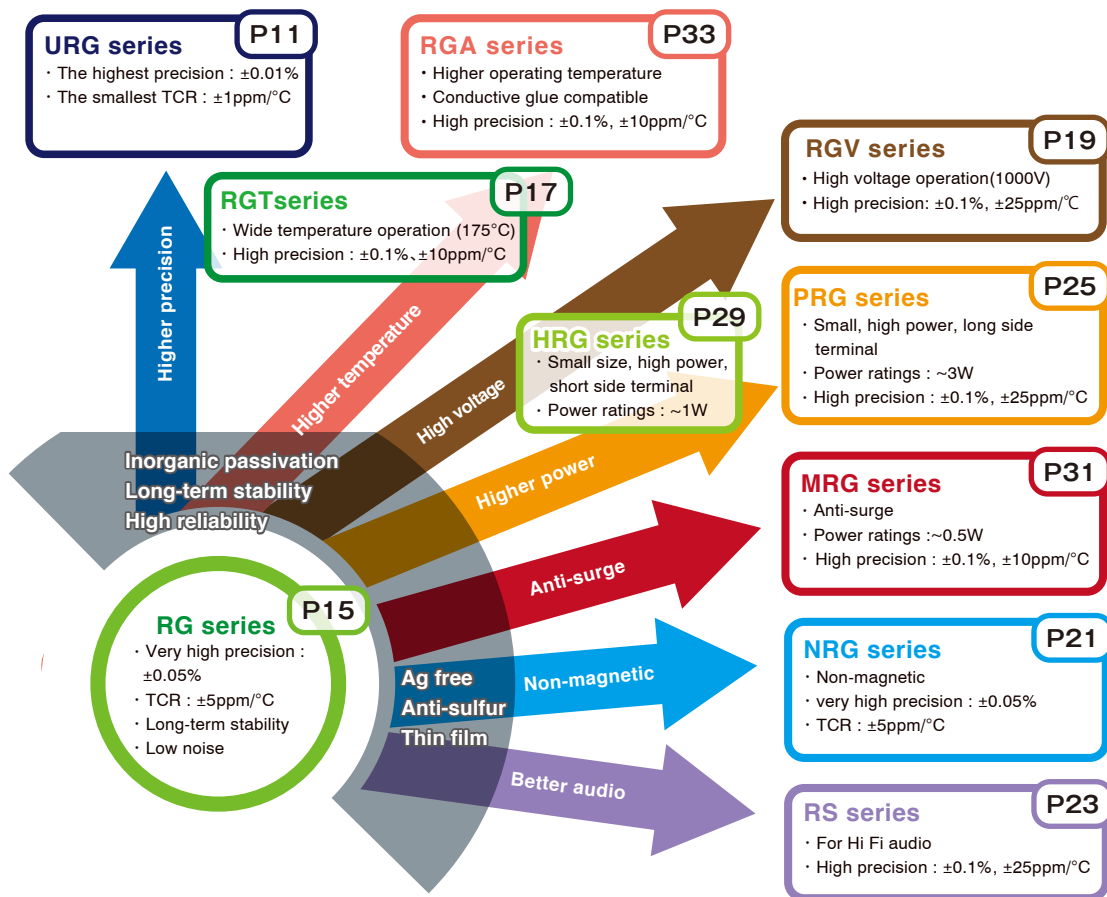 URG series
P11
· The highest precision : ±0.01%
· The smallest TCR : ±1ppm/°C
RGA series
P33
· Higher operating temperature
· Conductive glue compatible
· High precision : ±0.1%, ±10ppm/°C
RGTseries
P17
· Wide temperature operation (175°C)
· High precision : ±0.1%、±10ppm/°C
RGV series
P19
· High voltage operation(1000V)
· High precision: ±0.1%, ±25ppm/℃
HRG series
P29
· Small size, high power,
short side terminal
· Power ratings : ~1W
PRG series
P25
· Small, high power, long side
terminal
· Power ratings : ~3W
· High precision : ±0.1%, ±25ppm/°C
Higher precision
Higher temperature
High voltage
Higher power
Anti-surge
Non-magnetic
Better audio
Inorganic passivation
Long-term stability
High reliability
MRG series
P31
· Anti-surge
· Power ratings :~0.5W
· High precision : ±0.1%, ±10ppm/°C
RG series
P15
· Very high precision :
±0.05%
· TCR : ±5ppm/°C
· Long-term stability
· Low noise
Ag free
Anti-sulfur
Thin film
NRG series
P21
· Non-magnetic
· very high precision : ±0.05%
· TCR : ±5ppm/°C
RS series
P23
· For Hi Fi audio
· High precision : ±0.1%, ±25ppm/°C